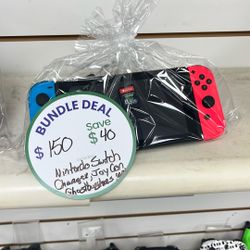 BUNDLE DEAL
$150
Save
$40
Nintendo Switch
Charger, Joy Con
Ghostbusters